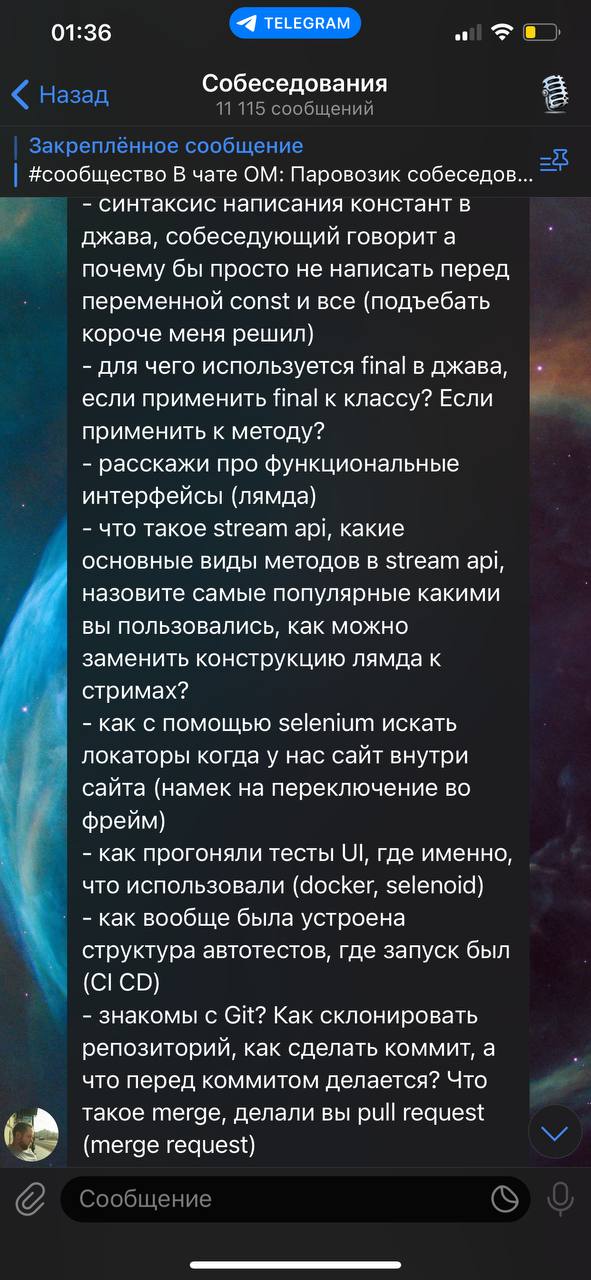 01:36
TELEGRAM
Назад
Собеседования
11 115 сообщений
Закреплённое сообщение
#сообщество В чате ОМ: Паровозик собеседов...
- синтаксис написания констант в
джава, собеседующий говорит а
почему бы просто не написать перед
переменной const и все (подъебать
короче меня решил)
- для чего используется final в джава,
если применить final к классу? Если
применить к методу?
- расскажи про функциональные
интерфейсы (лямда)
- что такое stream api, какие
основные виды методов в stream api,
назовите самые популярные какими
вы пользовались, как можно
заменить конструкцию лямда к
стримах?
- как с помощью selenium искать
локаторы когда у нас сайт внутри
сайта (намек на переключение во
фрейм)
- как прогоняли тесты UI, где именно,
что использовали (docker, selenoid)
- как вообще была устроена
структура автотестов, где запуск был
(CI CD)
- знакомы с Git? Как склонировать
репозиторий, как сделать коммит, а
что перед коммитом делается? Что
такое merge, делали вы pull request
(merge request)
Сообщение